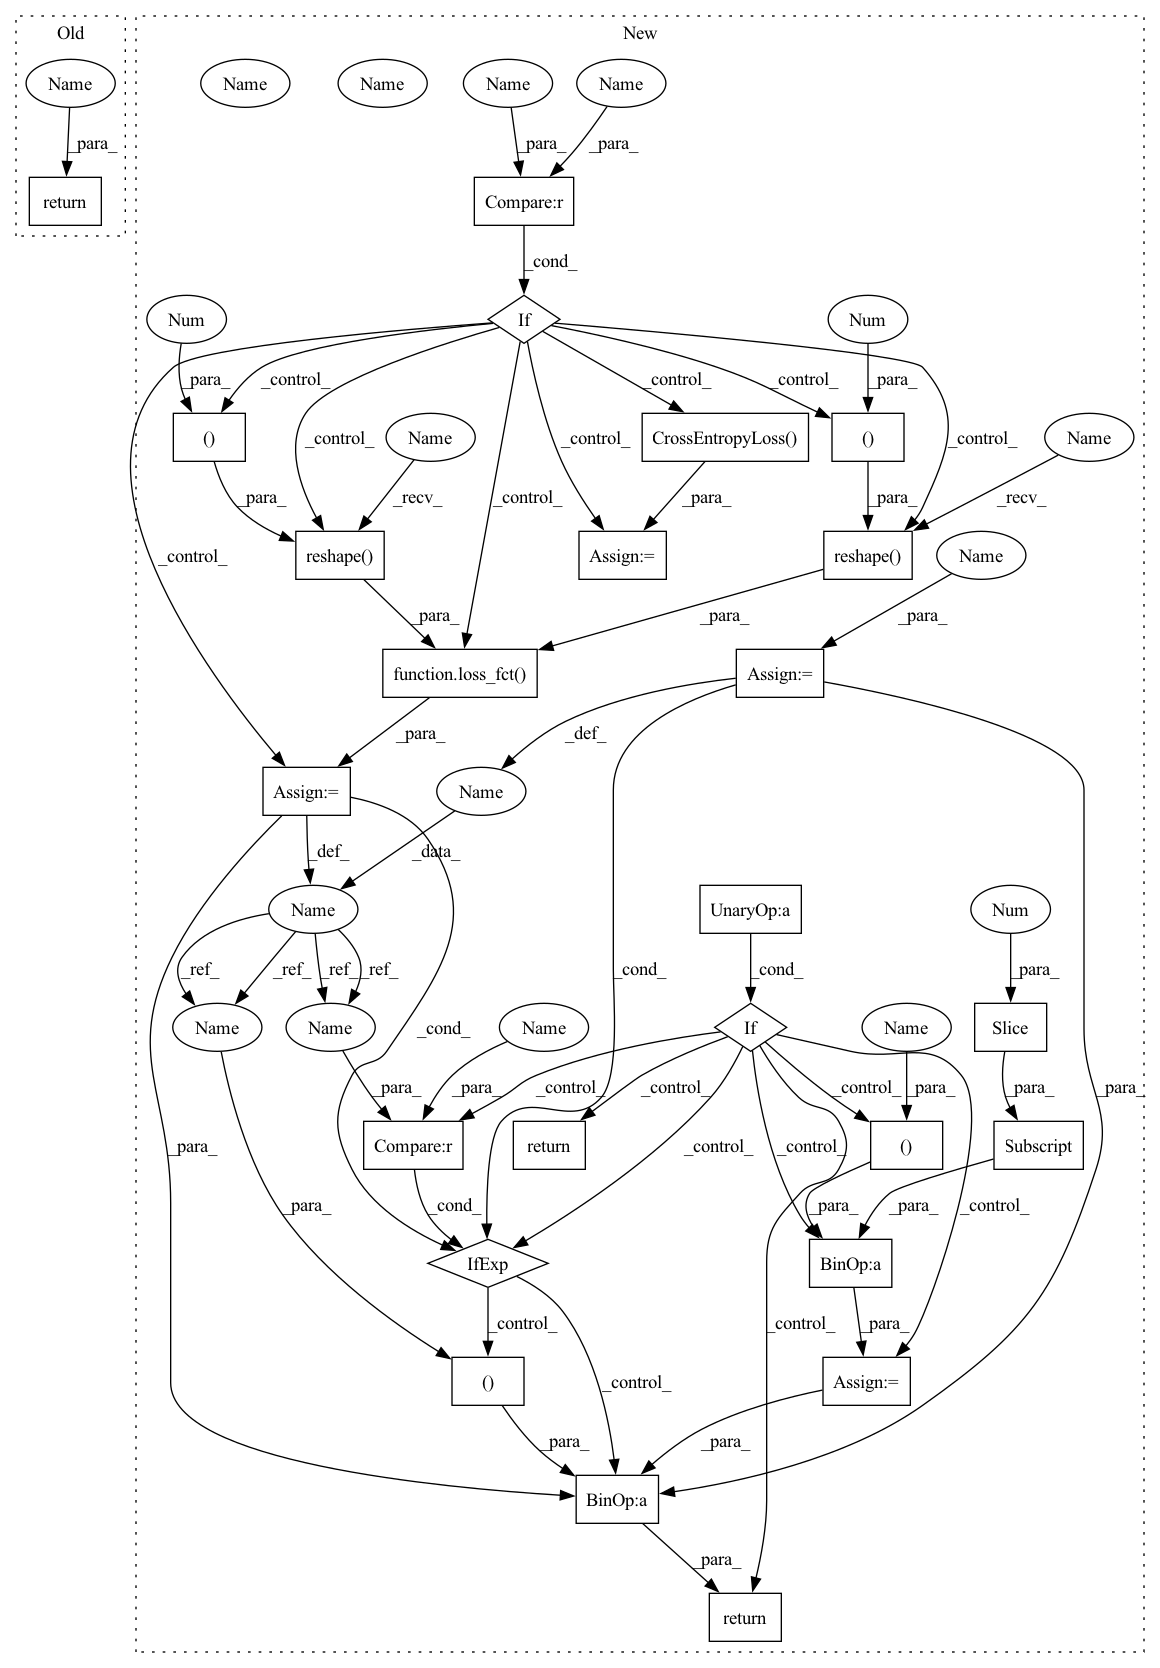 Old
New
Name
Name
Name
Name
Name
_para_
_para_
_para_
return
Compare:r
_cond_
Num
If
Num
_para_
_control_
_control_
_control_
_para_
()
Name
CrossEntropyLoss()
()
Name
_control_
_control_
_control_
_para_
_recv_
_control_
_para_
_para_
_recv_
_control_
reshape()
Assign:=
reshape()
Name
_para_
_para_
_para_
function.loss_fct()
Assign:=
_para_
_def_
Assign:=
Name
_def_
_data_
Name
UnaryOp:a
Num
_ref_
_ref_
_ref_
_ref_
_cond_
_cond_
_para_
Name
Name
Name
If
Name
Slice
_cond_
_para_
_para_
_control_
_control_
_control_
_para_
_para_
_para_
Compare:r
return
()
Subscript
_para_
_cond_
_control_
_control_
_para_
_para_
_control_
_para_
IfExp
BinOp:a
_control_
_control_
_para_
()
Assign:=
_control_
_para_
_para_
BinOp:a
_para_
return